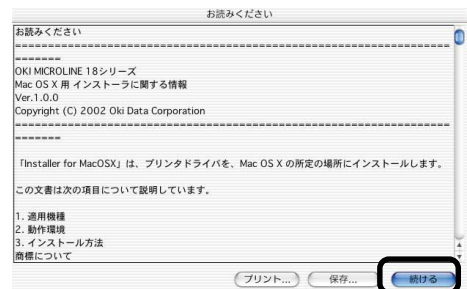 お読みください
お読みください
=====================================================
=======
OKI MICROLINE 18シリーズ
Mac OS X 用 インストーラに関する情報
Ver.1.0.0
Copyright (C) 2002 Oki Data Corporation
=====================================================
=======
「Installer for MacOSX」は、プリンタドライバを、Mac OS X の所定の場所にインストールします。
この文書は次の項目について説明しています。
1. 適用機種
2. 動作環境
3. インストール方法
商標について
プリント... 保存... 続ける